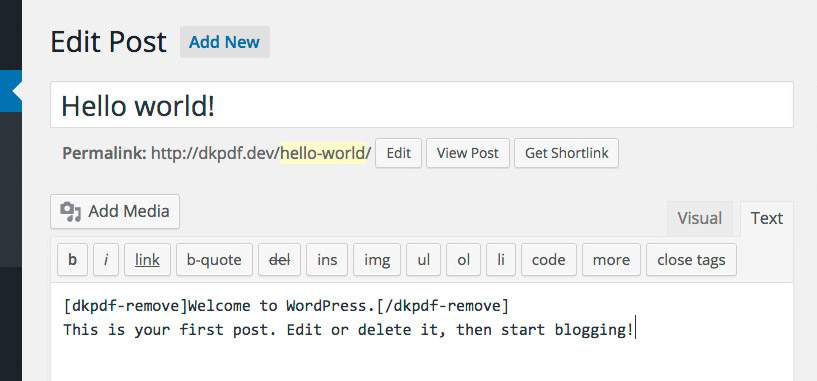 Edit Post Add New
Hello world!
Permalink: http://dkpdf.dev/hello-world/ Edit View Post Get Shortlink
Add Media Visual Text
b i link b-quote del ins img ul ol li code more close tags
[dkpdf-remove]Welcome to WordPress.[/dkpdf-remove]
This is your first post. Edit or delete it, then start blogging!